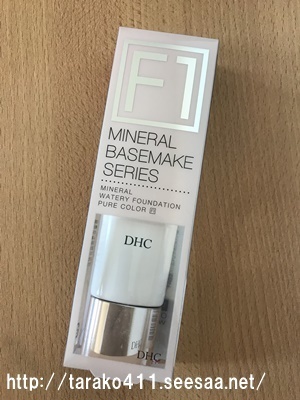 F1
MINERAL
BASEMAKE
SERIES
MINERAL
WATERY FOUNDATION
PURE COLOR
DHC
DHC
http://tarako411.seesaa.net/